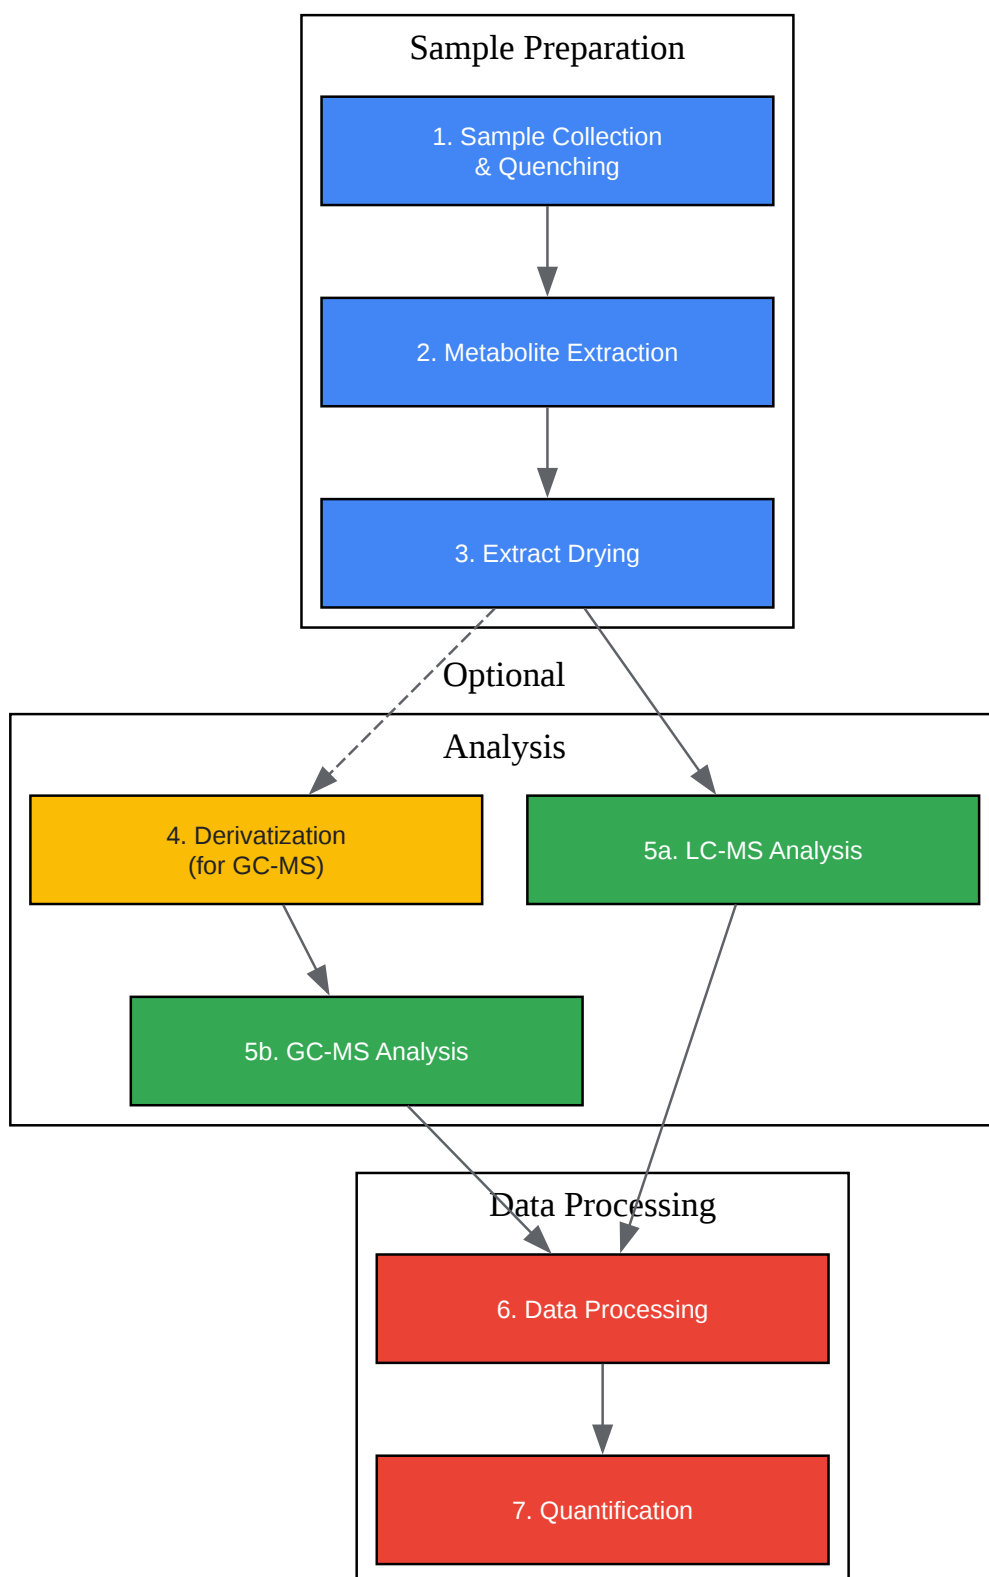 Sample Preparation
1. Sample Collection
& Quenching
2. Metabolite Extraction
3. Extract Drying
Optional
Analysis
4. Derivatization
(for GC-MS)
5a. LC-MS Analysis
5b. GC-MS Analysis
Data Processing
6. Data Processing
7. Quantification